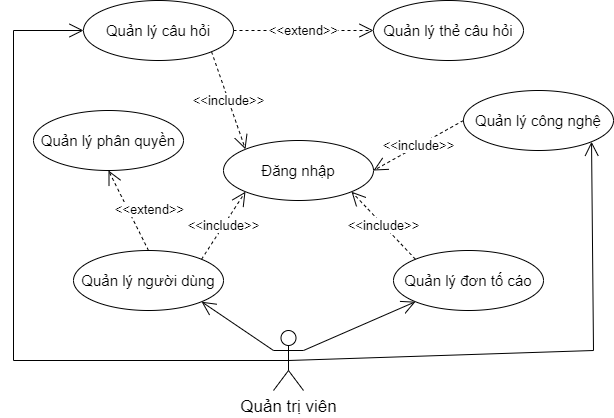 Quản lý câu hỏi
<<extend>>
Quản lý thẻ câu hỏi
<<include>>
Quản lý công nghệ
Quản lý phân quyền
<<include>>
Đăng nhập
<<extend>>
<<include>>
<<include>>
Quản lý người dùng
Quản lý đơn tố cáo
Quản trị viên